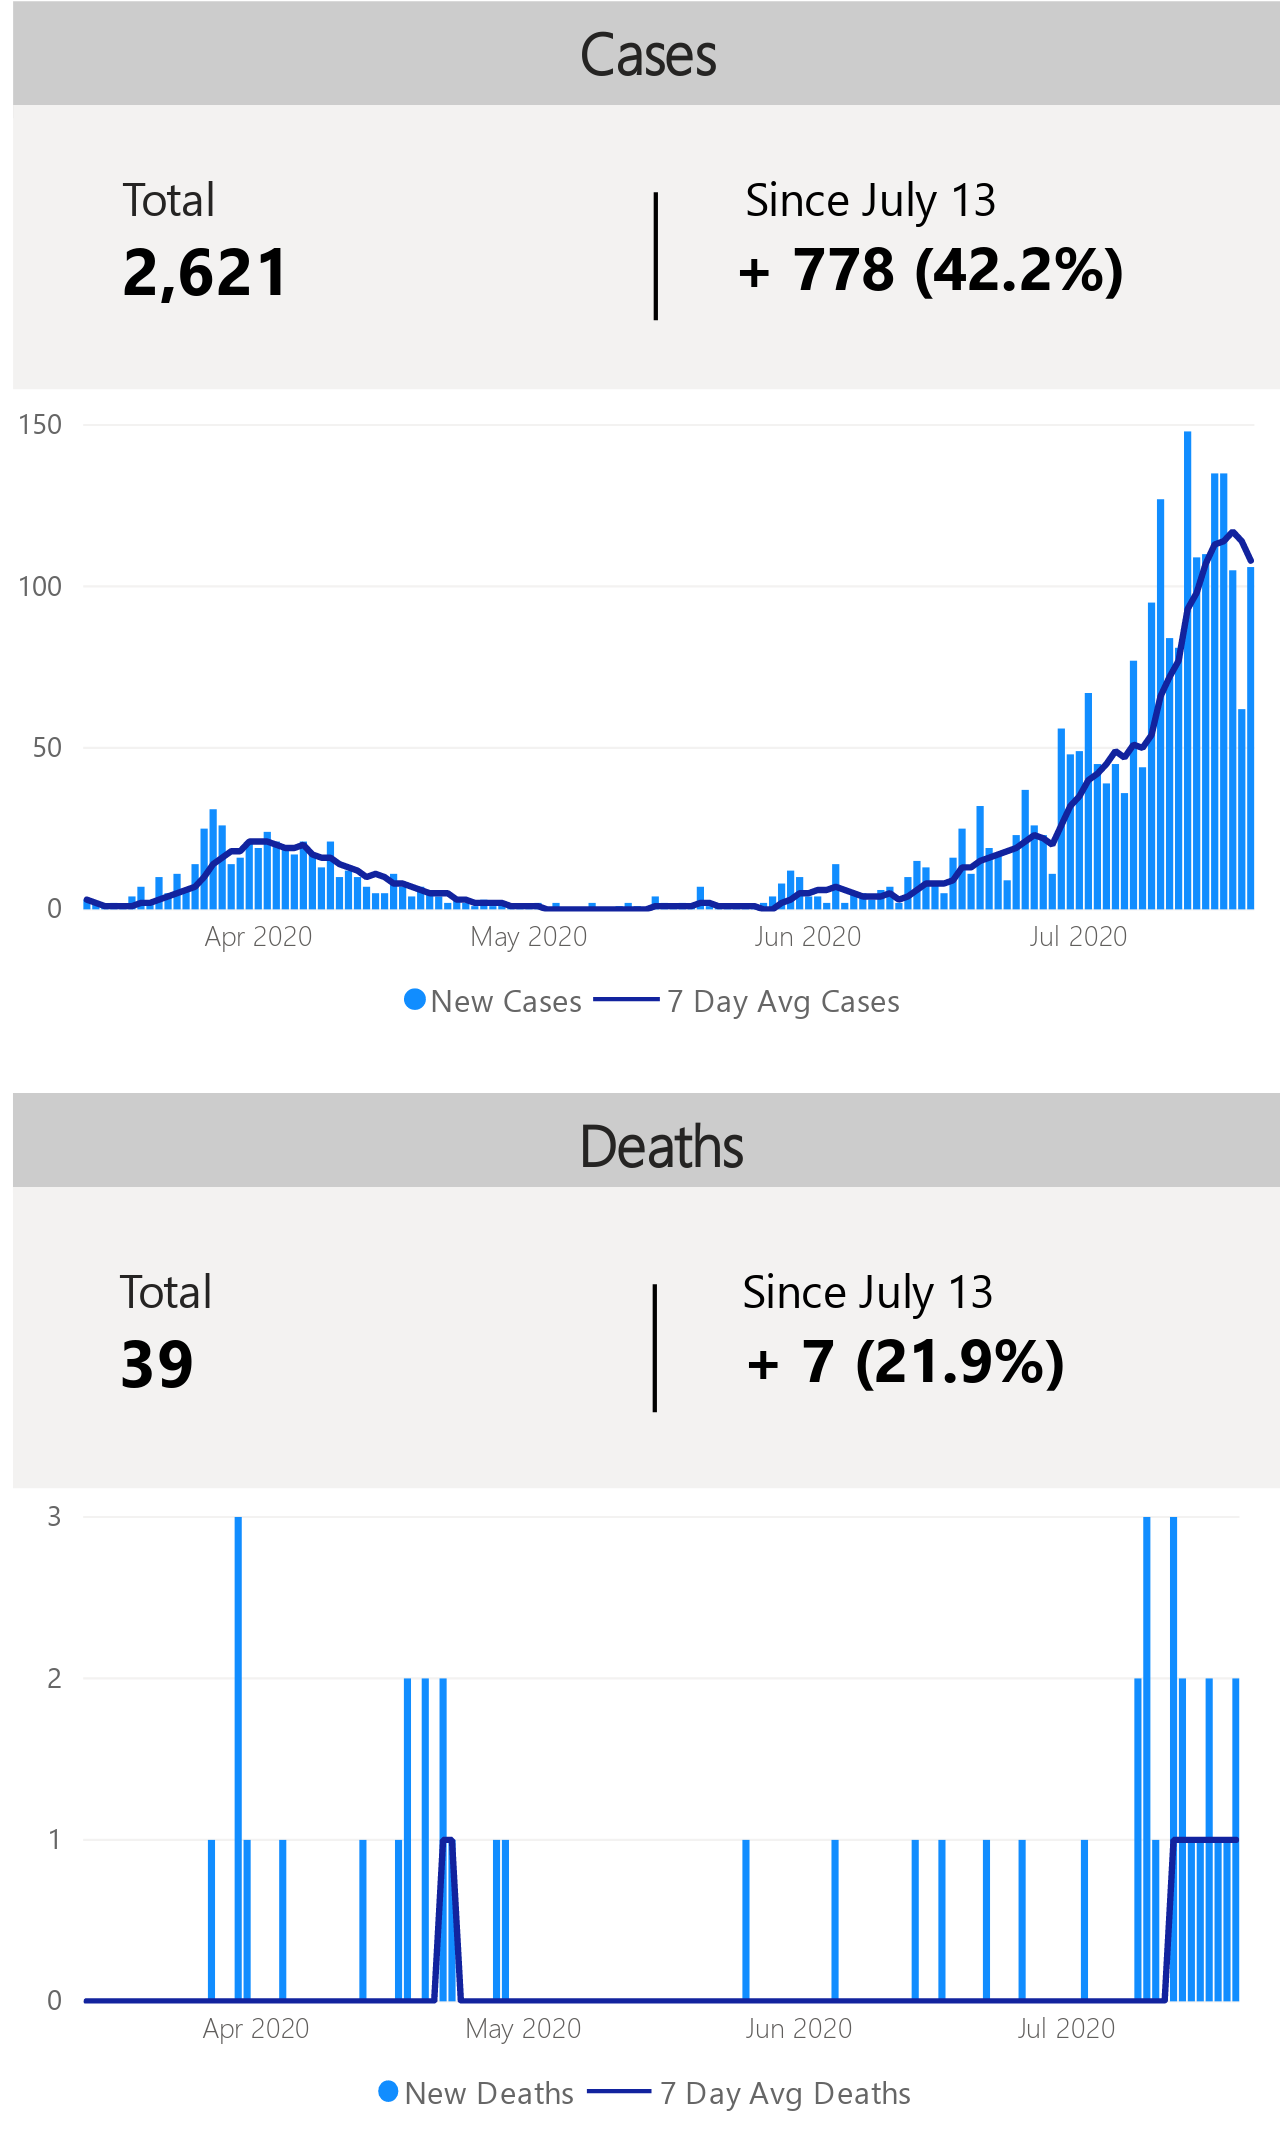 Cases
Total
2,621
Since July 13
+ 778 (42.2%)
150
100
50
0
Apr 2020
May 2020
Jun 2020
Jul 2020
New Cases
7 Day Avg Cases
Deaths
Total
39
Since July 13
+ 7 (21.9%)
3
2
1
0
Apr 2020
May 2020
Jun 2020
Jul 2020
New Deaths
7 Day Avg Deaths